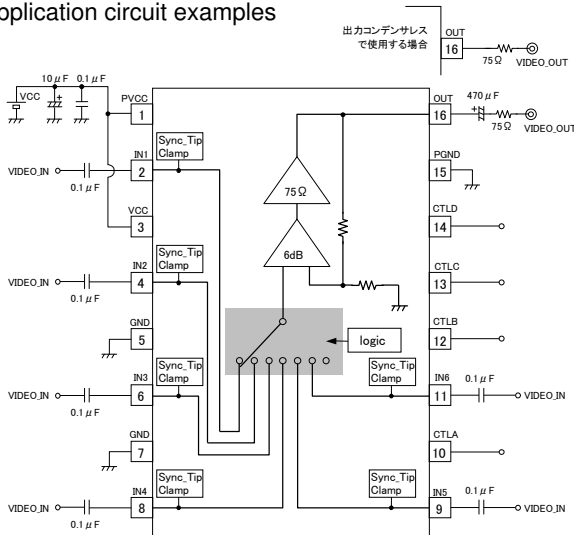 pplication circuit examples
出力コンデンサレス
で使用する場合
OUT
16
75Ω
VIDEO_OUT
10μF 0.1μF
VCC
PVCC
1
OUT
16
470μF
+
75Ω
VIDEO_OUT
Sync_Tip
Clamp
IN1
2
VIDEO_IN
0.1μF
PGND
15
75Ω
VCC
3
CTLD
14
6dB
Sync_Tip
Clamp
IN2
4
VIDEO_IN
0.1μF
CTLC
13
GND
5
logic
CTLB
12
Sync_Tip
Clamp
IN3
6
VIDEO_IN
0.1μF
Sync_Tip
Clamp
IN6
11
0.1μF
VIDEO_IN
GND
7
CTLA
10
Sync_Tip
Clamp
IN4
8
VIDEO_IN
0.1μF
Sync_Tip
Clamp
IN5
9
0.1μF
VIDEO_IN